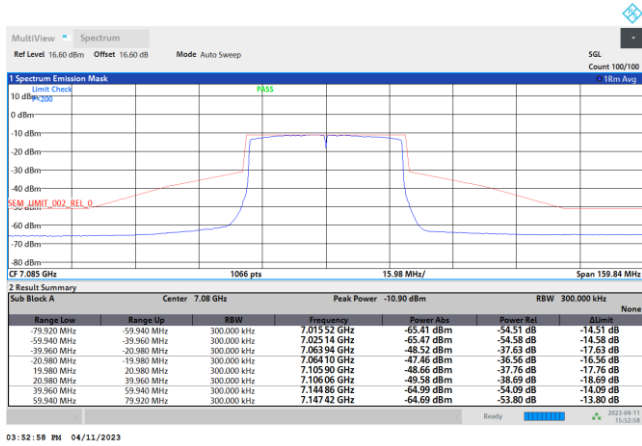 MultiView Spectrum
Ref Level 16.60 dBm Offset 16.60 dB Mode Auto Sweep SGL
Count 100/100
1 Spectrum Emission Mask 1Rm Avg
Limit Check PASS
10 dBm P<200
0 dBm
-10 dBm
-20 dBm
-30 dBm
-40 dBm
SEM_LIMIT_002_REL_0
-60 dBm
-70 dBm
-80 dBm
CF 7.085 GHz 1066 pts 15.98 MHz/ Span 159.84 MHz
2 Result Summary
Sub Block A Center 7.08 GHz Peak Power -10.90 dBm RBW 300.000 kHz
None
Range Low Range Up RBW Frequency Power Abs Power Rel ΔLimit
-79.920 MHz -59.940 MHz 300.000 kHz 7.015 52 GHz -65.41 dBm -54.51 dB -14.51 dB
-59.940 MHz -39.960 MHz 300.000 kHz 7.025 14 GHz -65.47 dBm -54.58 dB -14.58 dB
-39.960 MHz -20.980 MHz 300.000 kHz 7.063 94 GHz -48.52 dBm -37.63 dB -17.63 dB
-20.980 MHz -19.980 MHz 300.000 kHz 7.064 10 GHz -47.46 dBm -36.56 dB -16.56 dB
19.980 MHz 20.980 MHz 300.000 kHz 7.105 90 GHz -48.66 dBm -37.76 dB -17.76 dB
20.980 MHz 39.960 MHz 300.000 kHz 7.106 06 GHz -49.58 dBm -38.69 dB -18.69 dB
39.960 MHz 59.940 MHz 300.000 kHz 7.144 86 GHz -64.99 dBm -54.09 dB -14.09 dB
59.940 MHz 79.920 MHz 300.000 kHz 7.147 42 GHz -64.69 dBm -53.80 dB -13.80 dB
Ready 2023-04-11
15:52:58
03:52:58 PM 04/11/2023